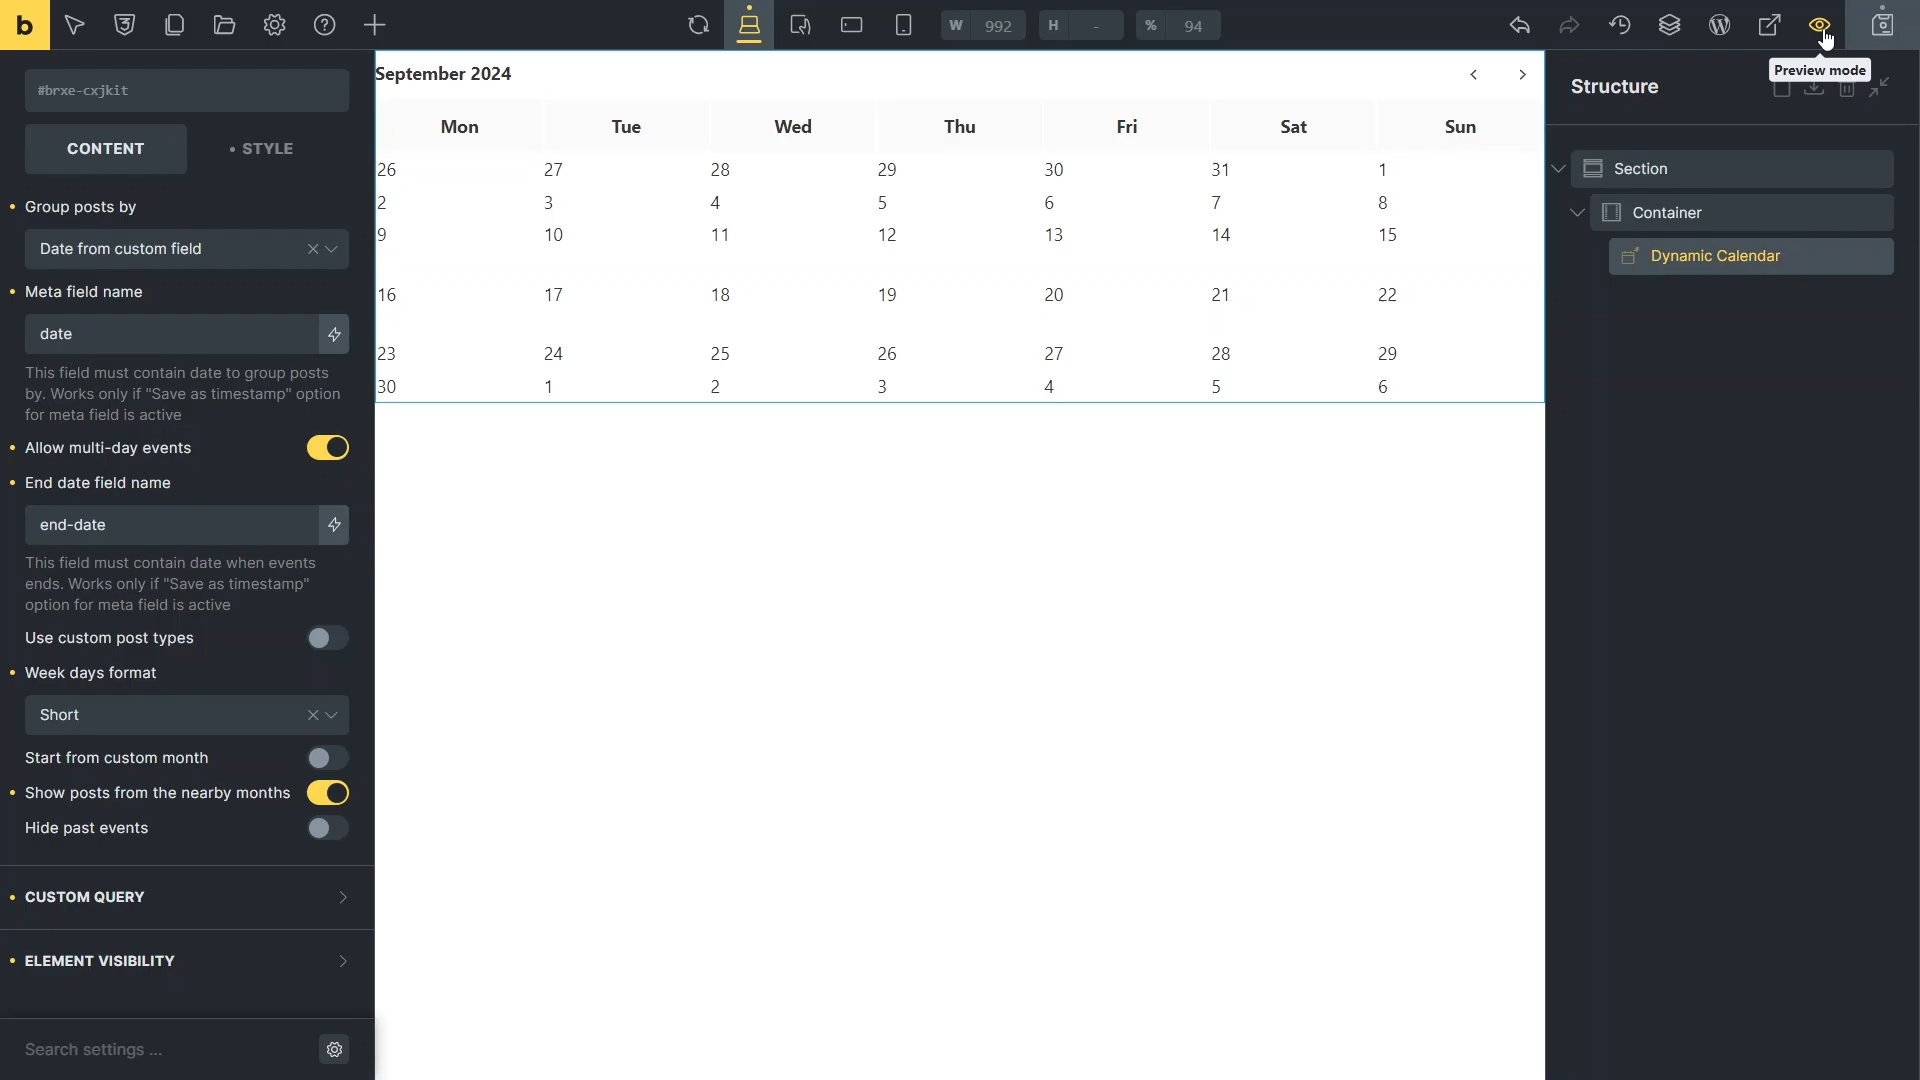 b
W 992 H - % 94
Preview mode
#brxe-cxjkit
CONTENT
• STYLE
• Group posts by
Date from custom field
• Meta field name
date
This field must contain date to group posts
by. Works only if "Save as timestamp" option
for meta field is active
• Allow multi-day events
• End date field name
end-date
This field must contain date when events
ends. Works only if "Save as timestamp"
option for meta field is active
Use custom post types
• Week days format
Short
Start from custom month
• Show posts from the nearby months
Hide past events
• CUSTOM QUERY
• ELEMENT VISIBILITY
Search settings ...
September 2024
Mon Tue Wed Thu Fri Sat Sun
26 27 28 29 30 31 1
2 3 4 5 6 7 8
9 10 11 12 13 14 15
16 17 18 19 20 21 22
23 24 25 26 27 28 29
30 1 2 3 4 5 6
Structure
Section
Container
Dynamic Calendar